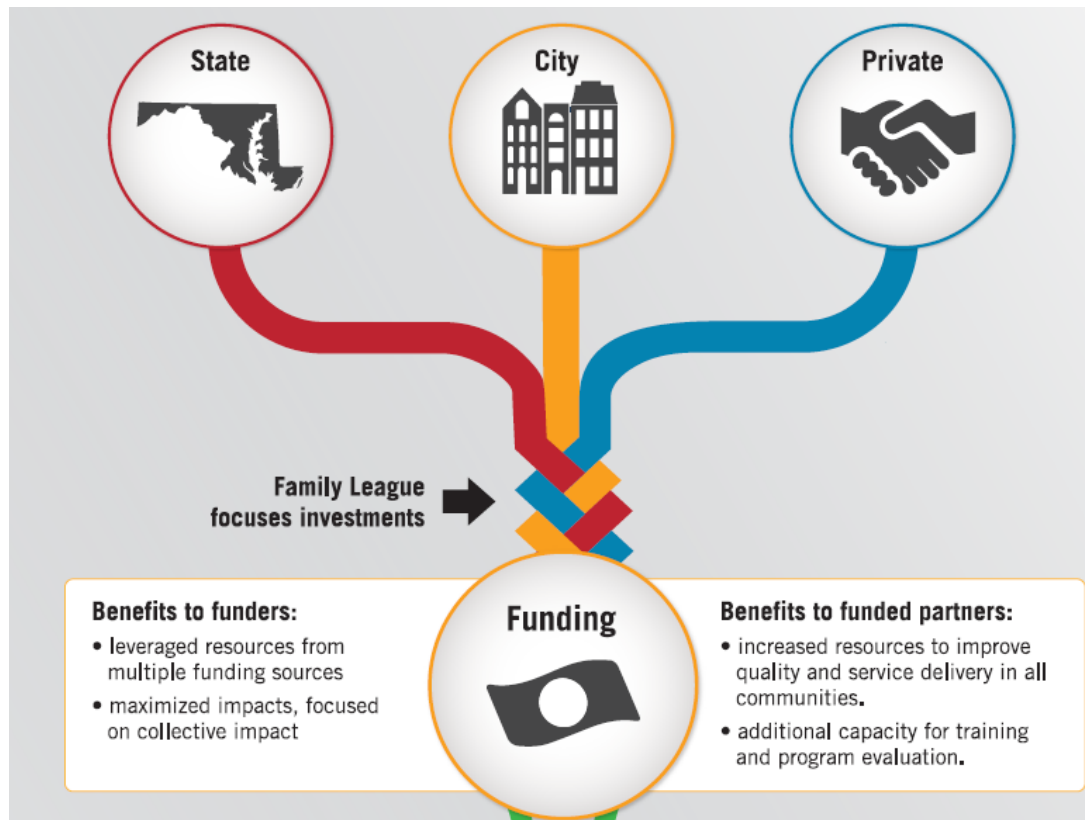 State
City
Private
Family League
focuses investments
Benefits to funders:
• leveraged resources from
multiple funding sources
• maximized impacts, focused
on collective impact
Funding
Benefits to funded partners:
• increased resources to improve
quality and service delivery in all
communities.
• additional capacity for training
and program evaluation.